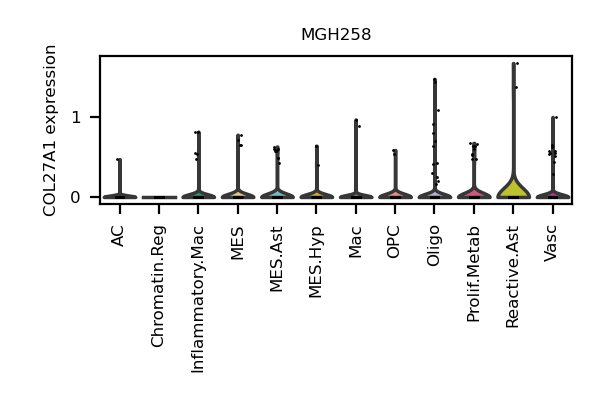 MGH258
COL27A1 expression
1
0
AC
Chromatin.Reg
Inflammatory.Mac
MES
MES.Ast
MES.Hyp
Mac
OPC
Oligo
Prolif.Metab
Reactive.Ast
Vasc